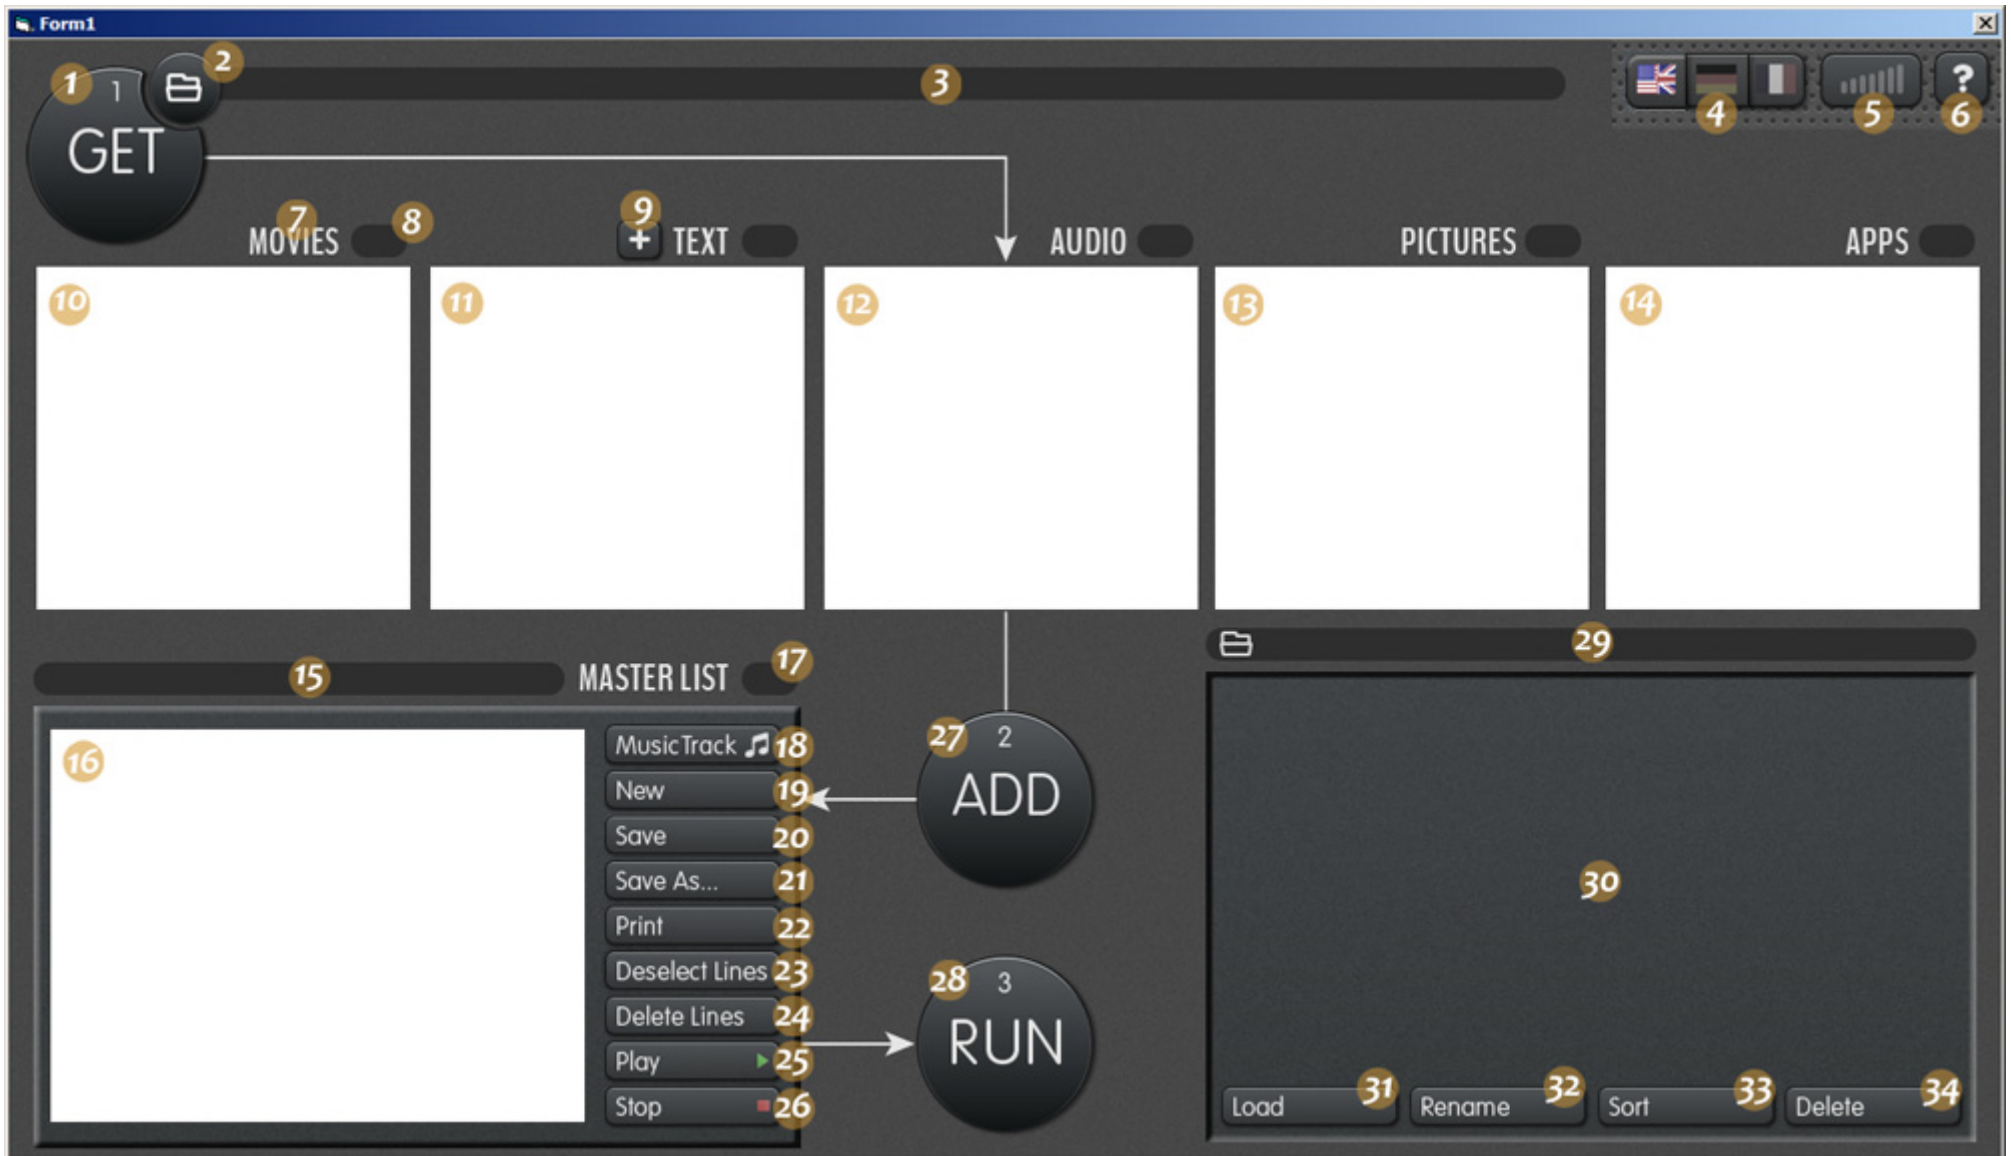 Form1
1 2 3
1
GET
4 5 6
?
7 8 9
MOVIES + TEXT AUDIO PICTURES APPS
10 11 12 13 14
15 MASTER LIST 17
29
16
MusicTrack 18
New 19
Save 20
Save As... 21
Print 22
Deselect Lines 23
Delete Lines 24
Play 25
Stop 26
27 2
ADD
28 3
RUN
30
Load 31 Rename 32 Sort 33 Delete 34